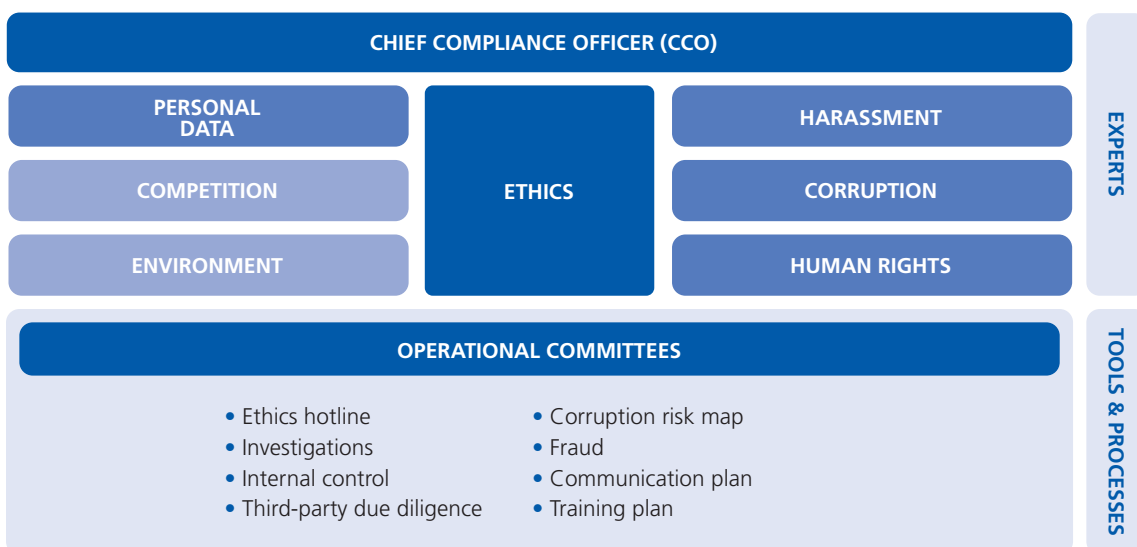 CHIEF COMPLIANCE OFFICER (CCO)
PERSONAL
DATA
COMPETITION
ENVIRONMENT
ETHICS
HARASSMENT
CORRUPTION
HUMAN RIGHTS
EXPERTS
OPERATIONAL COMMITTEES
• Ethics hotline
• Investigations
• Internal control
• Third-party due diligence
• Corruption risk map
• Fraud
• Communication plan
• Training plan
TOOLS & PROCESSES